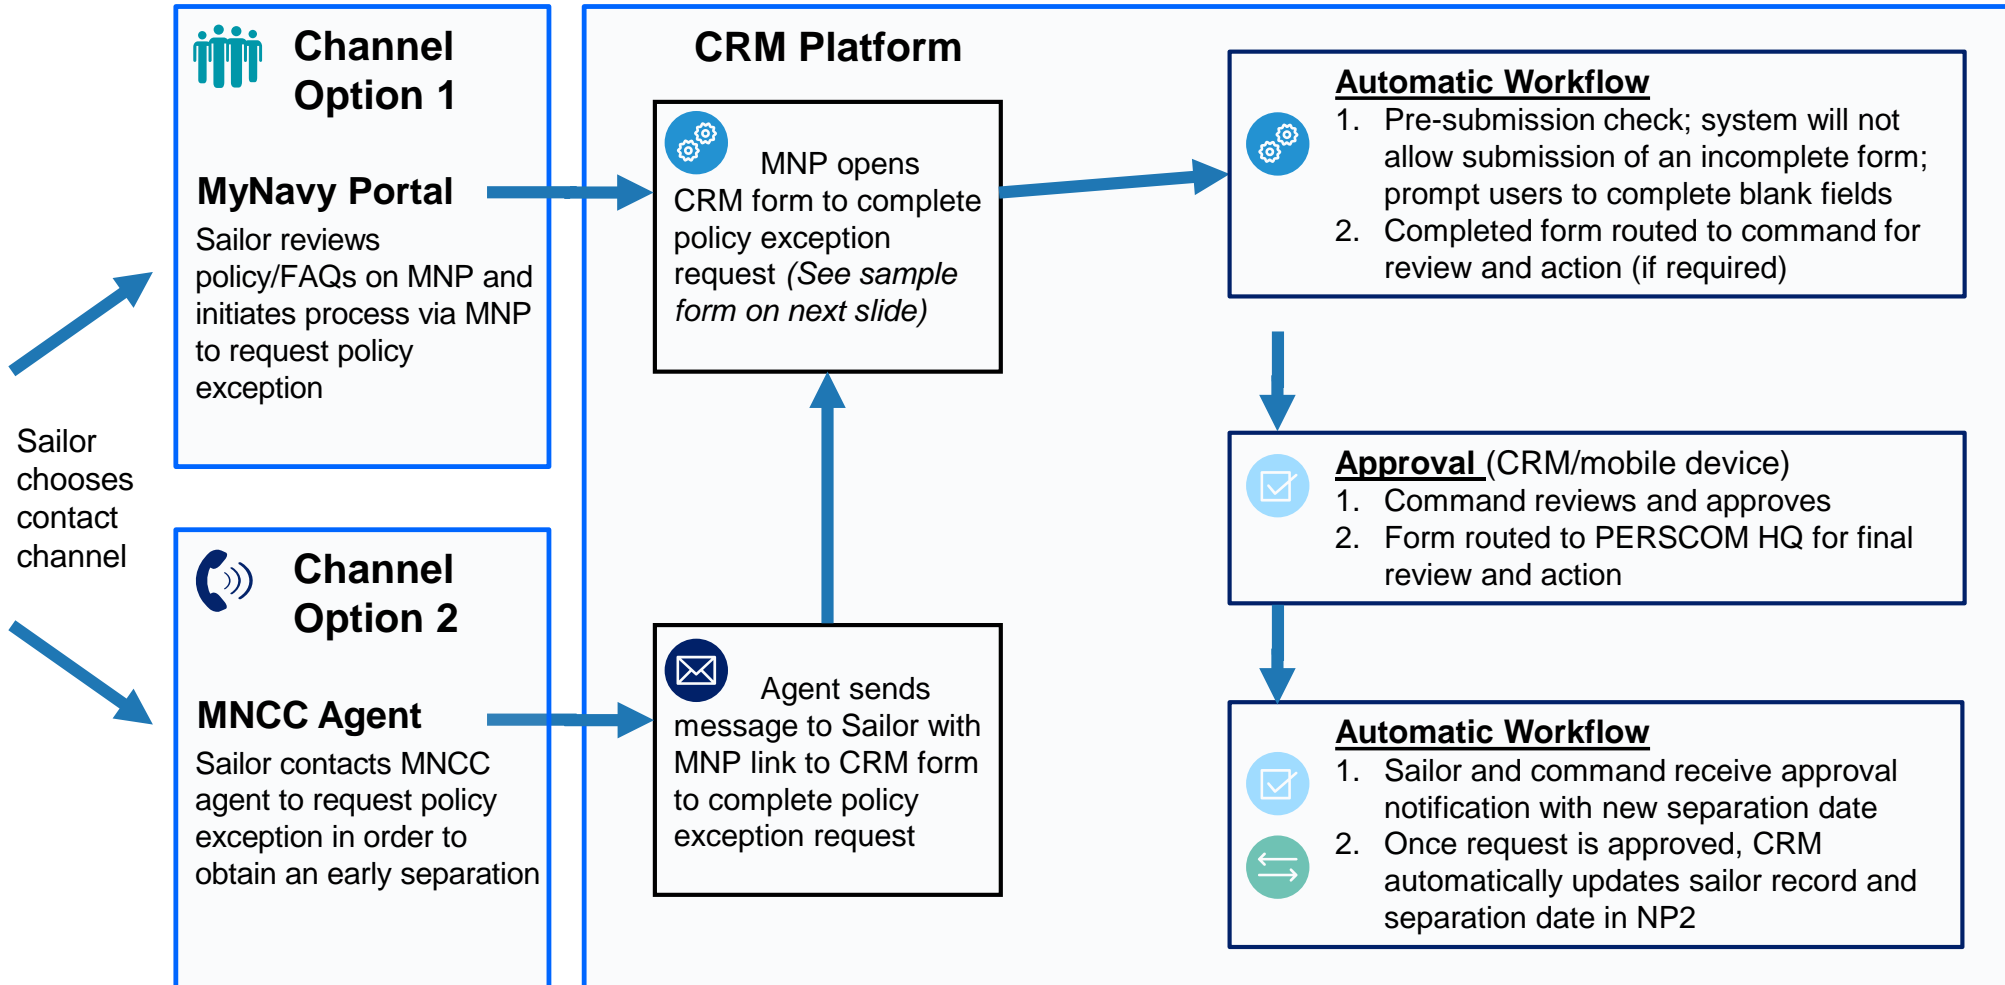 Sailor
chooses
contact
channel
Channel
Option 1
MyNavy Portal
Sailor reviews
policy/FAQs on MNP and
initiates process via MNP
to request policy
exception
Channel
Option 2
MNCC Agent
Sailor contacts MNCC
agent to request policy
exception in order to
obtain an early separation
CRM Platform
MNP opens
CRM form to complete
policy exception
request (See sample
form on next slide)
Agent sends
message to Sailor with
MNP link to CRM form
to complete policy
exception request
Automatic Workflow
1. Pre-submission check; system will not
allow submission of an incomplete form;
prompt users to complete blank fields
2. Completed form routed to command for
review and action (if required)
Approval (CRM/mobile device)
1. Command reviews and approves
2. Form routed to PERSCOM HQ for final
review and action
Automatic Workflow
1. Sailor and command receive approval
notification with new separation date
2. Once request is approved, CRM
automatically updates sailor record and
separation date in NP2